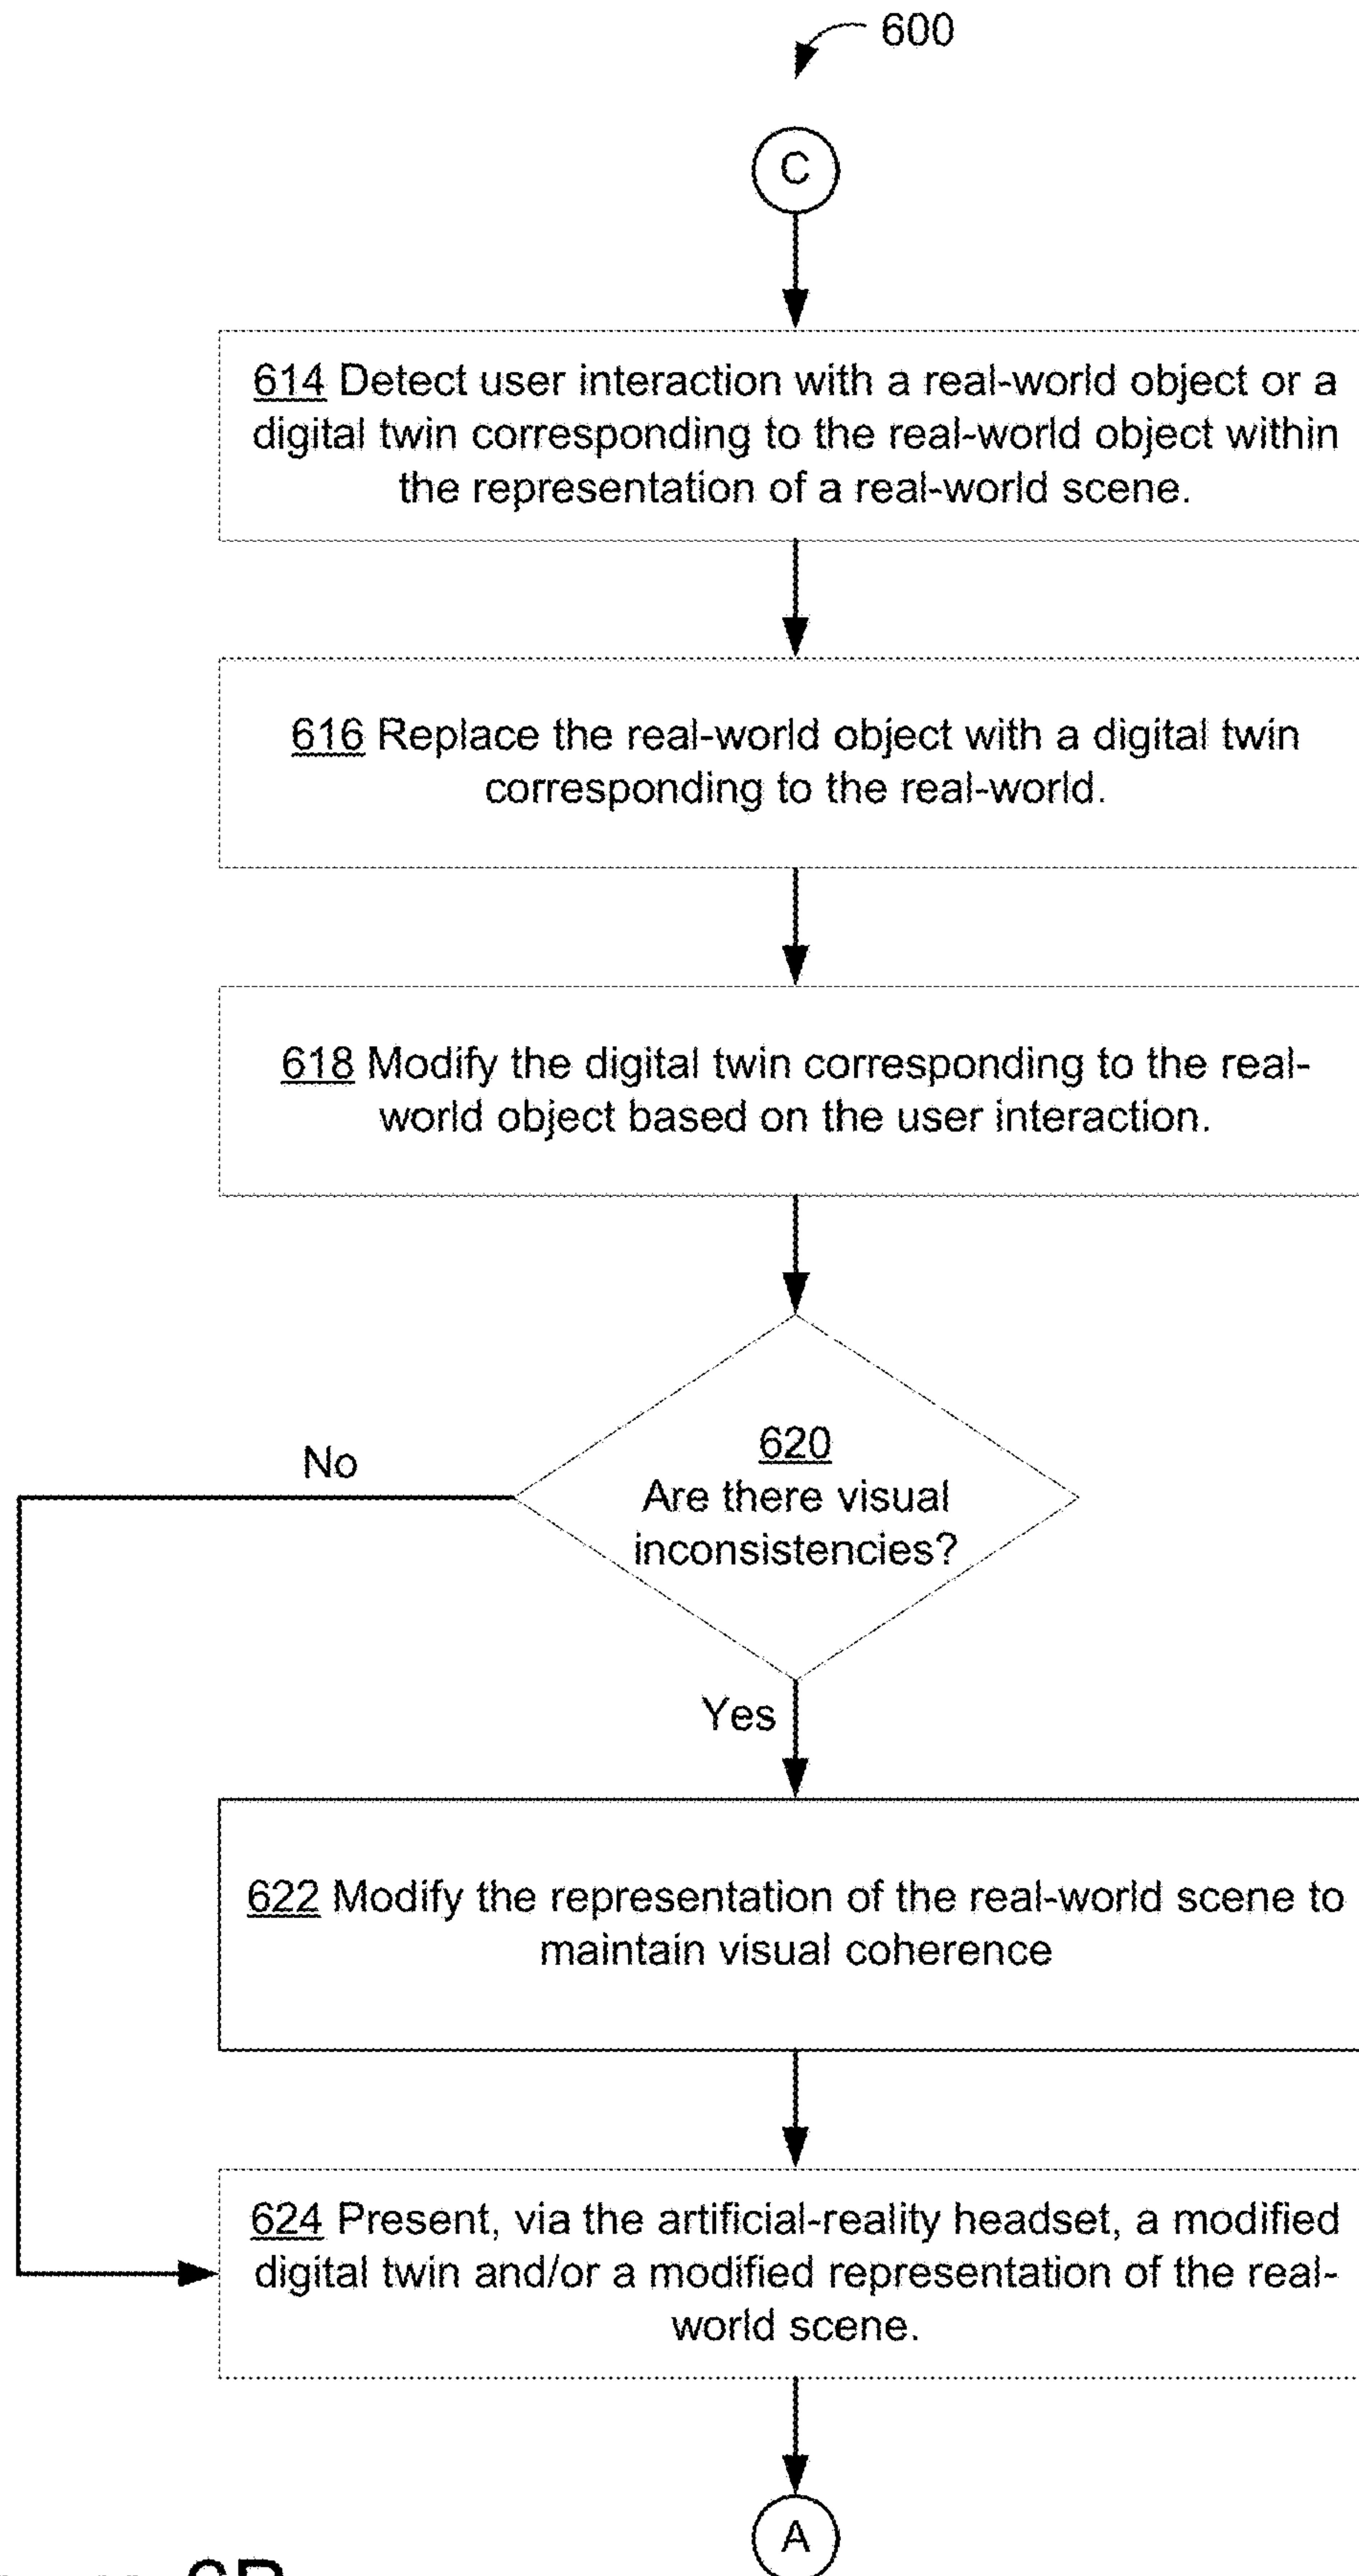 600
C
614 Detect user interaction with a real-world object or a
digital twin corresponding to the real-world object within
the representation of a real-world scene.
616 Replace the real-world object with a digital twin
corresponding to the real-world.
618 Modify the digital twin corresponding to the real-
world object based on the user interaction.
620
Are there visual
inconsistencies?
No
Yes
622 Modify the representation of the real-world scene to
maintain visual coherence
624 Present, via the artificial-reality headset, a modified
digital twin and/or a modified representation of the real-
world scene.
A